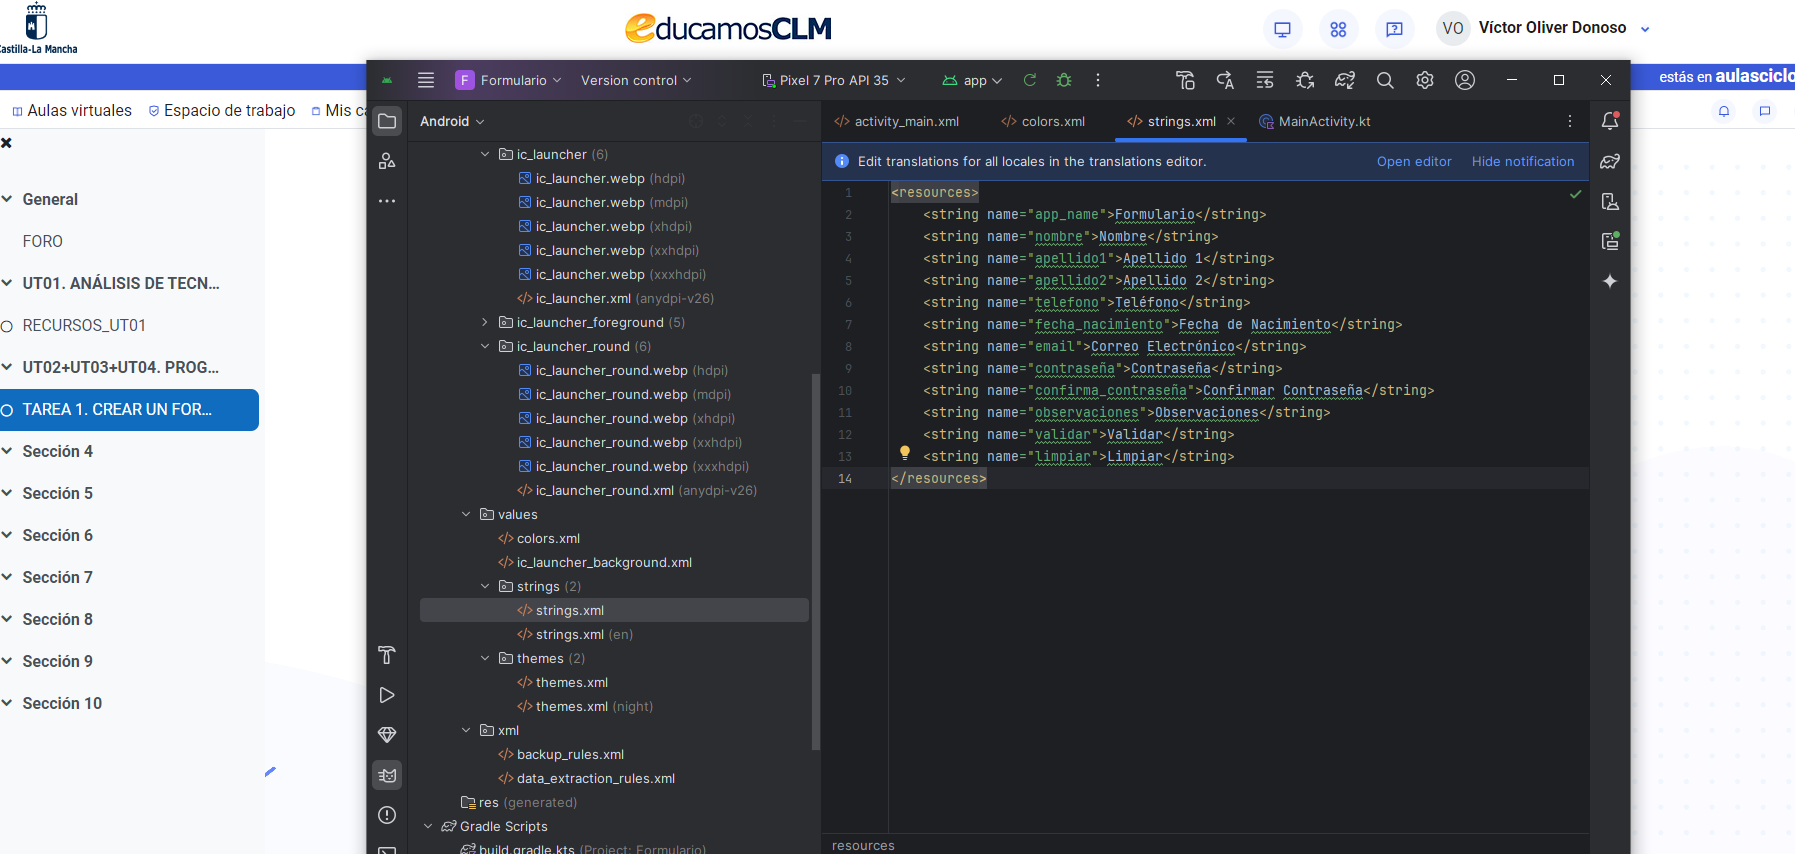 Castilla-La Mancha
educamosCLM
VO Víctor Oliver Donoso
estás en aulasciclo
Aulas virtuales Espacio de trabajo Mis ca
General
FORO
UT01. ANÁLISIS DE TECN...
RECURSOS_UT01
UT02+UT03+UT04. PROG...
TAREA 1. CREAR UN FOR...
Sección 4
Sección 5
Sección 6
Sección 7
Sección 8
Sección 9
Sección 10
F Formulario Version control Pixel 7 Pro API 35 app
Android
ic_launcher (6)
ic_launcher.webp (hdpi)
ic_launcher.webp (mdpi)
ic_launcher.webp (xhdpi)
ic_launcher.webp (xxhdpi)
ic_launcher.webp (xxxhdpi)
ic_launcher.xml (anydpi-v26)
ic_launcher_foreground (5)
ic_launcher_round (6)
ic_launcher_round.webp (hdpi)
ic_launcher_round.webp (mdpi)
ic_launcher_round.webp (xhdpi)
ic_launcher_round.webp (xxhdpi)
ic_launcher_round.webp (xxxhdpi)
ic_launcher_round.xml (anydpi-v26)
values
colors.xml
ic_launcher_background.xml
strings (2)
strings.xml
strings.xml (en)
themes (2)
themes.xml
themes.xml (night)
xml
backup_rules.xml
data_extraction_rules.xml
res (generated)
Gradle Scripts
build.gradle.kts (Project: Formulario)
activity_main.xml colors.xml strings.xml MainActivity.kt
Edit translations for all locales in the translations editor. Open editor Hide notification
1 <resources>
2 <string name="app_name">Formulario</string>
3 <string name="nombre">Nombre</string>
4 <string name="apellido1">Apellido 1</string>
5 <string name="apellido2">Apellido 2</string>
6 <string name="telefono">Teléfono</string>
7 <string name="fecha_nacimiento">Fecha de Nacimiento</string>
8 <string name="email">Correo Electrónico</string>
9 <string name="contraseña">Contraseña</string>
10 <string name="confirma_contraseña">Confirmar Contraseña</string>
11 <string name="observaciones">Observaciones</string>
12 <string name="validar">Validar</string>
13 <string name="limpiar">Limpiar</string>
14 </resources>
resources